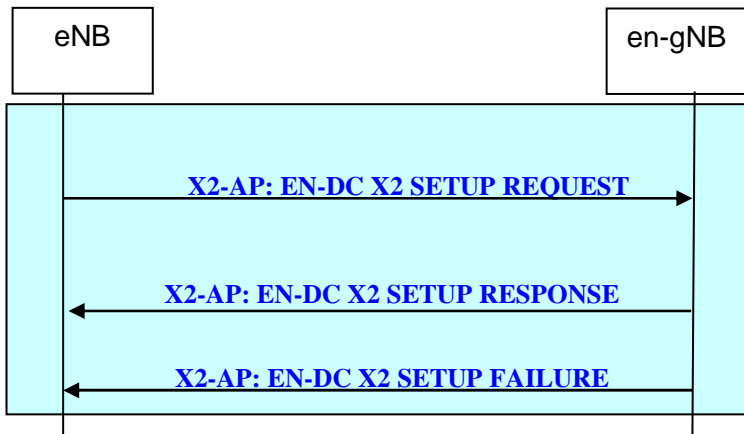 eNB
en-gNB
X2-AP: EN-DC X2 SETUP REQUEST
X2-AP: EN-DC X2 SETUP RESPONSE
X2-AP: EN-DC X2 SETUP FAILURE